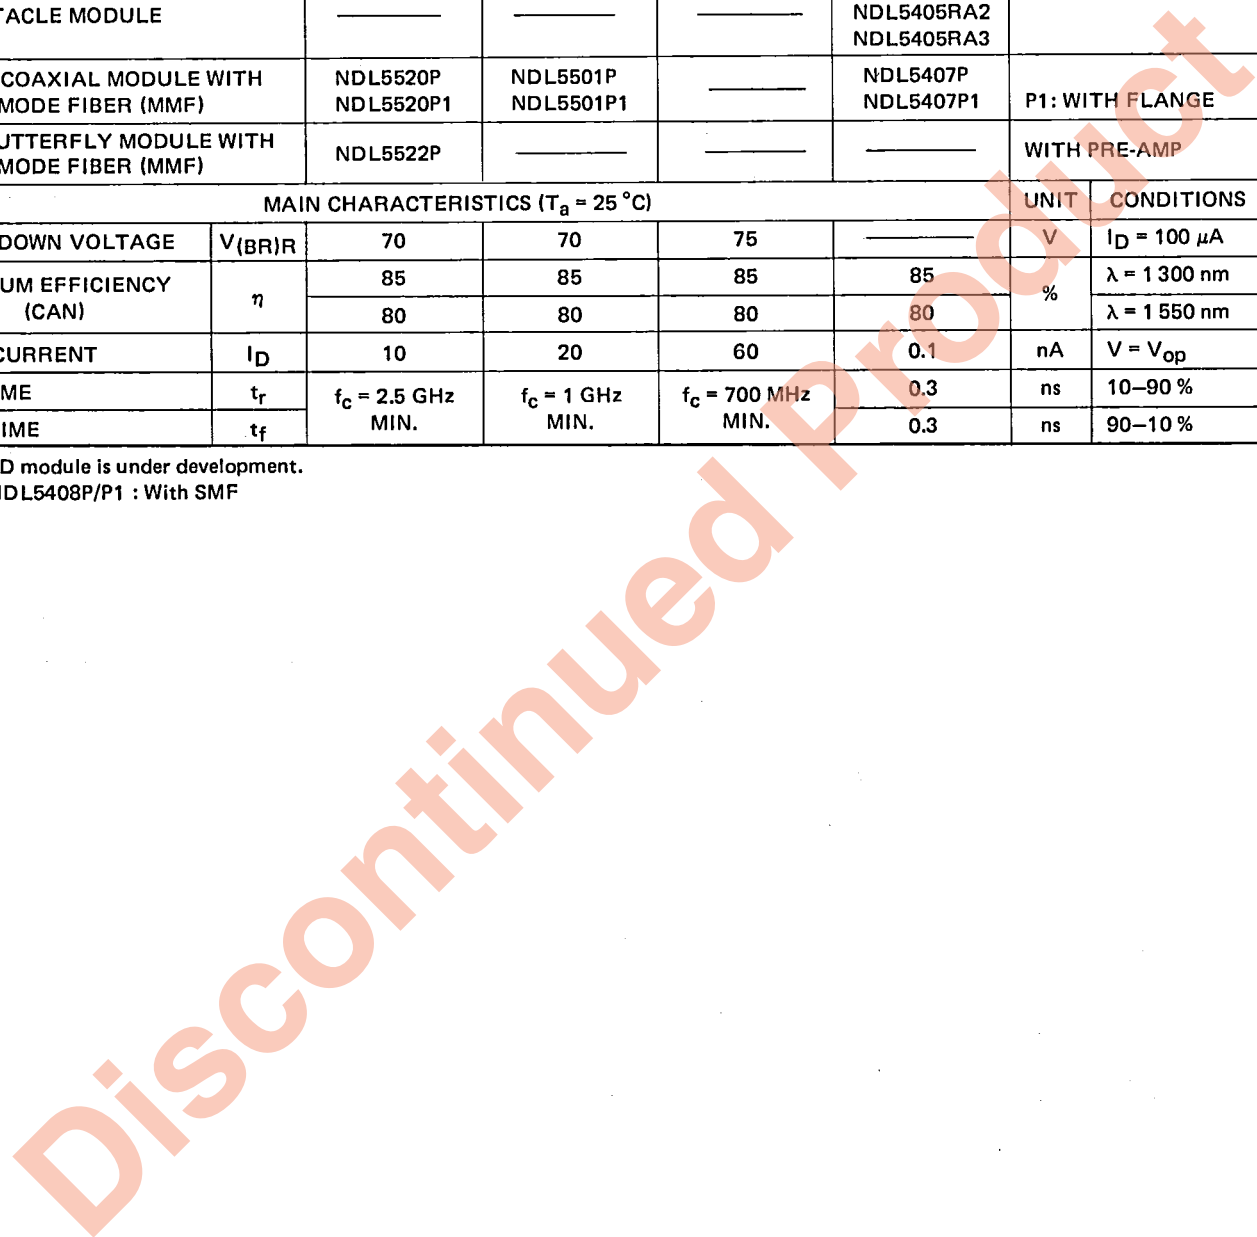 TACLE MODULE NDL5405RA2
NDL5405RA3
COAXIAL MODULE WITH NDL5520P NDL5501P NDL5407P
MODE FIBER (MMF) NDL5520P1 NDL5501P1 NDL5407P1 P1: WITH FLANGE
UTTERFLY MODULE WITH
MODE FIBER (MMF) NDL5522P WITH PRE-AMP
MAIN CHARACTERISTICS (Ta = 25 °C) UNIT CONDITIONS
DOWN VOLTAGE V(BR)R 70 70 75 V ID = 100 μA
UM EFFICIENCY η 85 85 85 85 % λ = 1 300 nm
(CAN) 80 80 80 80 λ = 1 550 nm
CURRENT ID 10 20 60 0.1 nA V = Vop
ME tr fc = 2.5 GHz fc = 1 GHz fc = 700 MHz 0.3 ns 10–90 %
IME tf MIN. MIN. MIN. 0.3 ns 90–10 %
D module is under development.
NDL5408P/P1 : With SMF
Discontinued Product